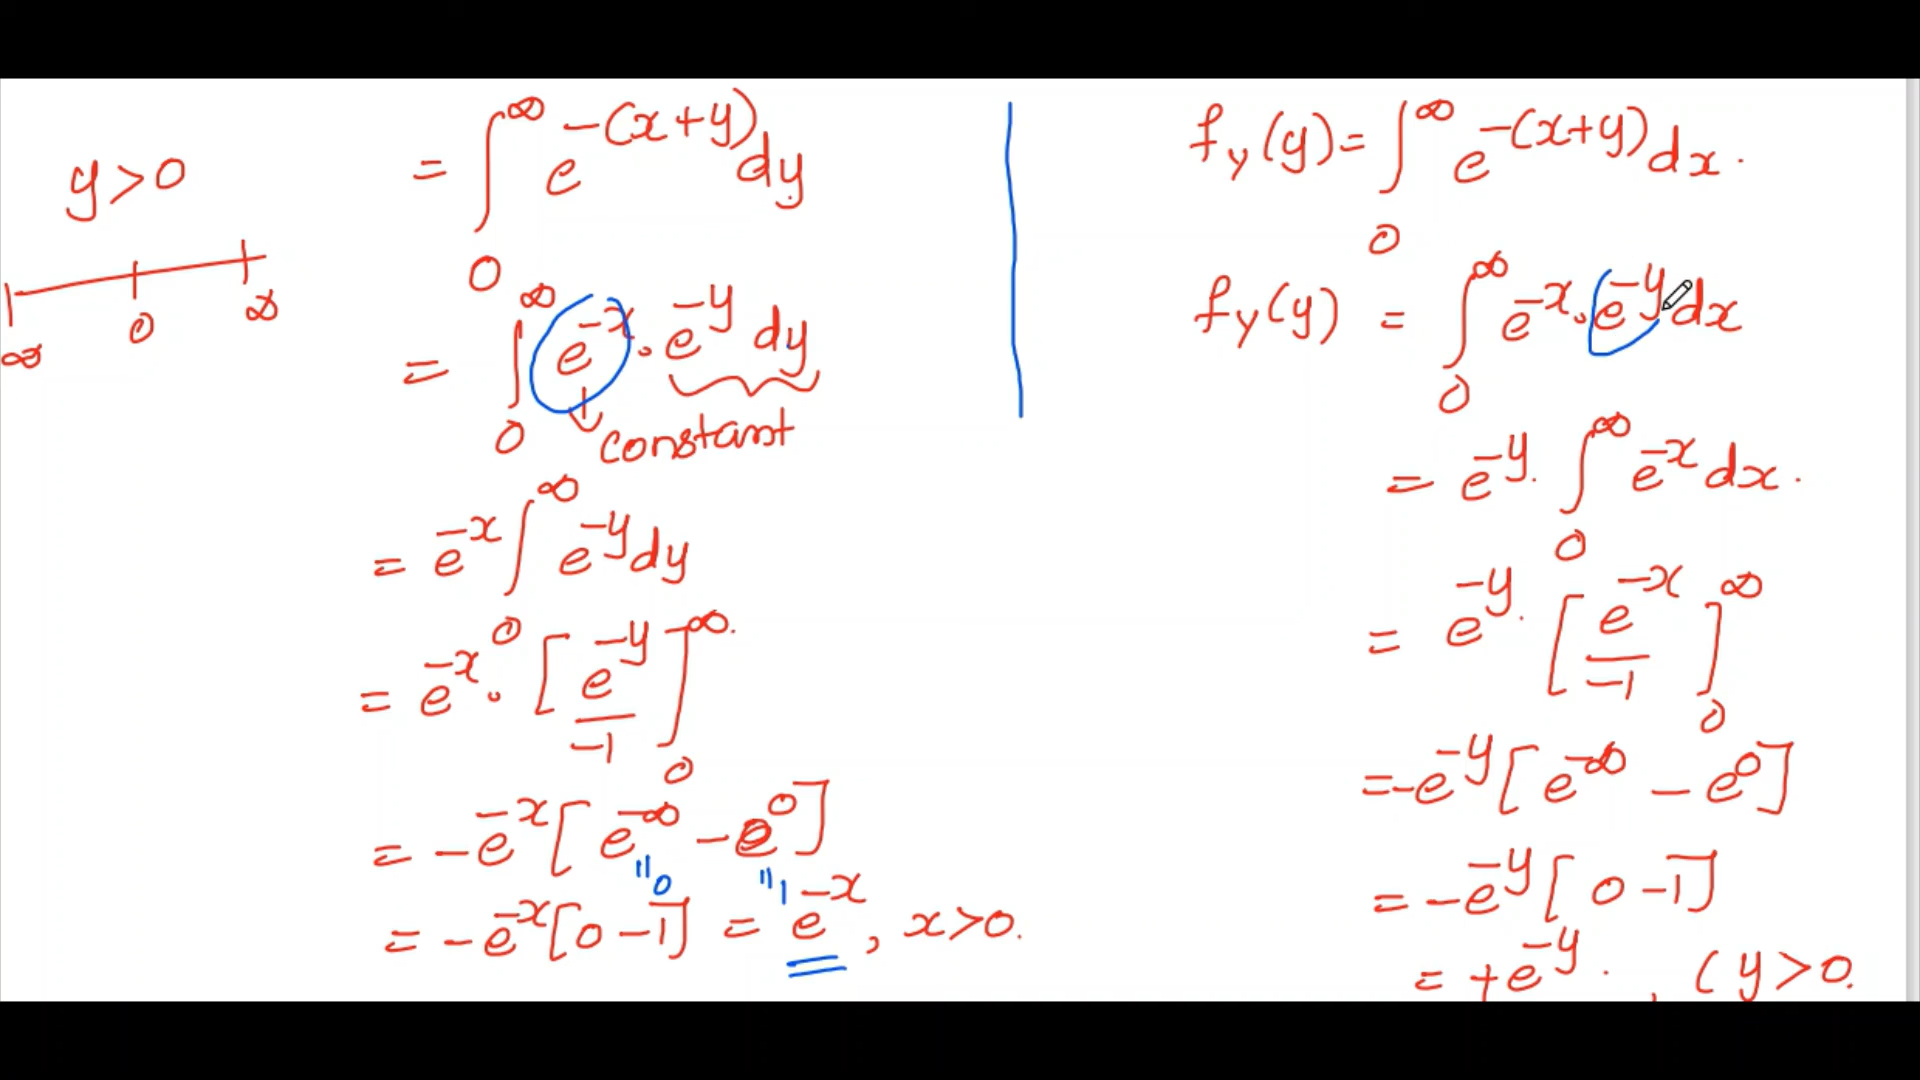 y>0
∞ 0 ∞
= ∫₀^∞ e^-(x+y) dy
= ∫₀^∞ e^-x . e^-y dy
constant
= e^-x ∫₀^∞ e^-y dy
= e^-x . [e^-y / -1]₀^∞.
= -e^-x [e^-∞ - e^0]
"0 "1
= -e^-x [0-1] = e^-x, x>0.
f_Y(y) = ∫₀^∞ e^-(x+y) dx.
f_Y(y) = ∫₀^∞ e^-x . e^-y dx
= e^-y. ∫₀^∞ e^-x dx.
= e^-y. [e^-x / -1]₀^∞
= -e^-y [e^-∞ - e^0]
= -e^-y [0-1]
= +e^-y. , (y>0.